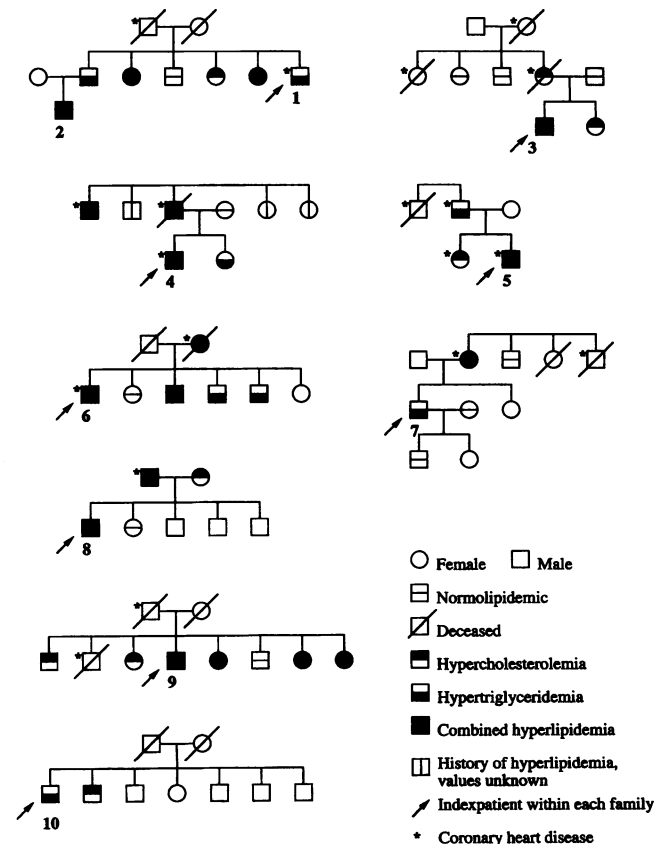 1
2
3
4
5
6
7
8
9
10
Female Male
Normolipidemic
Deceased
Hypercholesterolemia
Hypertriglyceridemia
Combined hyperlipidemia
History of hyperlipidemia,
values unknown
Indexpatient within each family
* Coronary heart disease